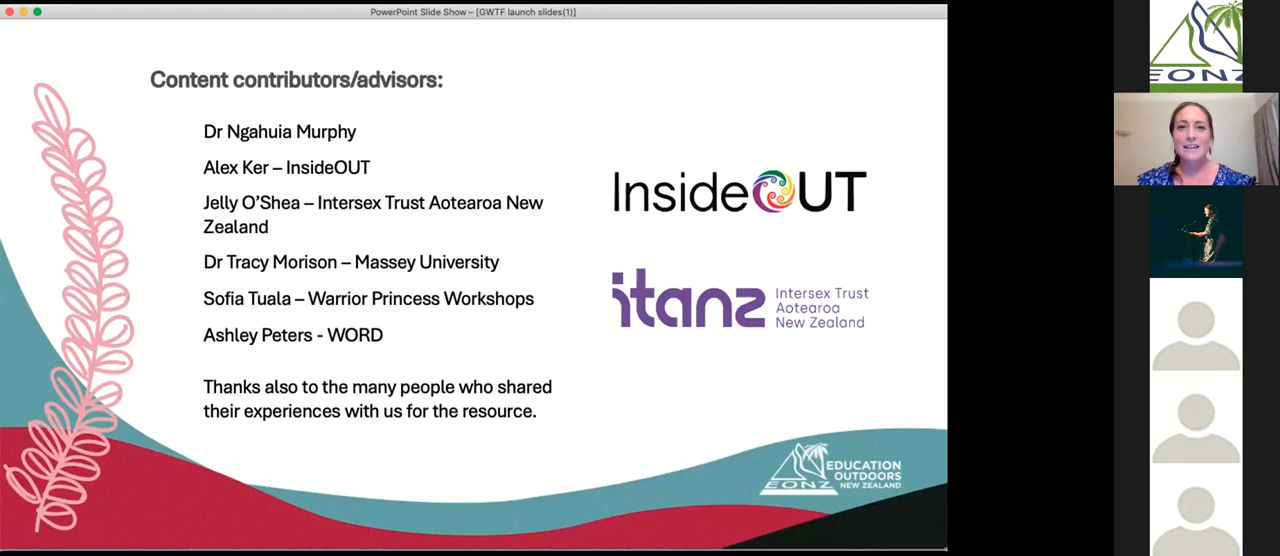 PowerPoint Slide Show – [GWTF launch slides(1)]
Content contributors/advisors:
Dr Ngahuia Murphy
Alex Ker – InsideOUT
Jelly O'Shea – Intersex Trust Aotearoa New
Zealand
Dr Tracy Morison – Massey University
Sofia Tuala – Warrior Princess Workshops
Ashley Peters - WORD
Thanks also to the many people who shared
their experiences with us for the resource.
InsideOUT
itanz
Intersex Trust
Aotearoa
New Zealand
EONZ
EDUCATION
OUTDOORS
NEW ZEALAND
EONZ